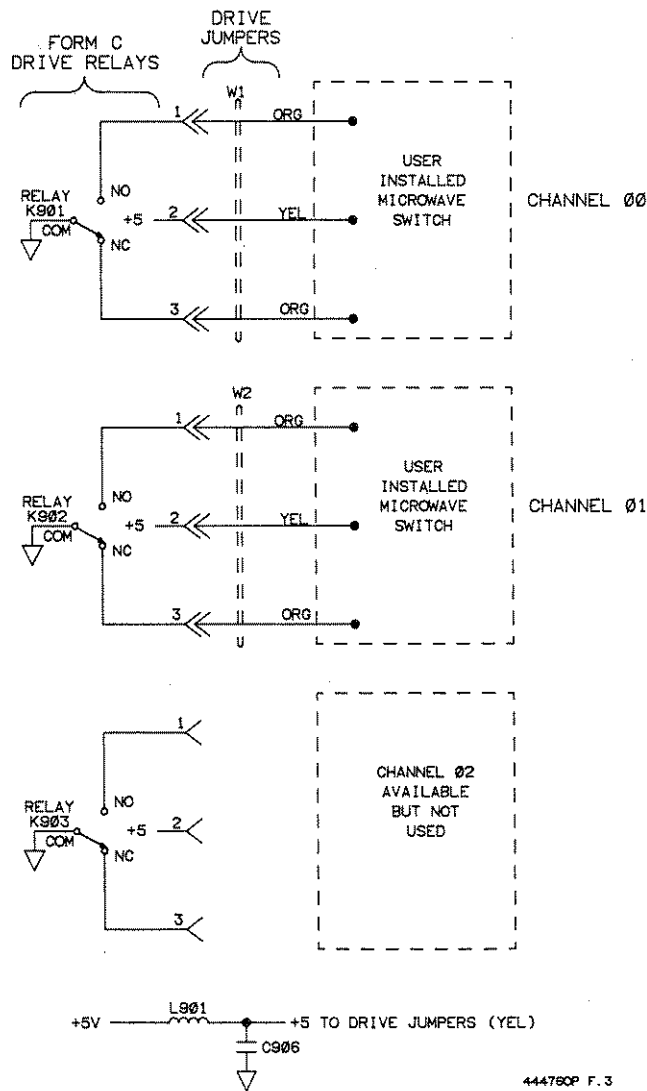 FORM C
DRIVE RELAYS
DRIVE
JUMPERS
W1
1
ORG
NO
RELAY
K901
COM
+5
2
YEL
NC
3
ORG
USER
INSTALLED
MICROWAVE
SWITCH
CHANNEL 00
W2
1
ORG
NO
RELAY
K902
COM
+5
2
YEL
NC
3
ORG
USER
INSTALLED
MICROWAVE
SWITCH
CHANNEL 01
1
NO
RELAY
K903
COM
+5
2
NC
3
CHANNEL 02
AVAILABLE
BUT NOT
USED
+5V
L901
+5 TO DRIVE JUMPERS (YEL)
C906
44476OP F.3